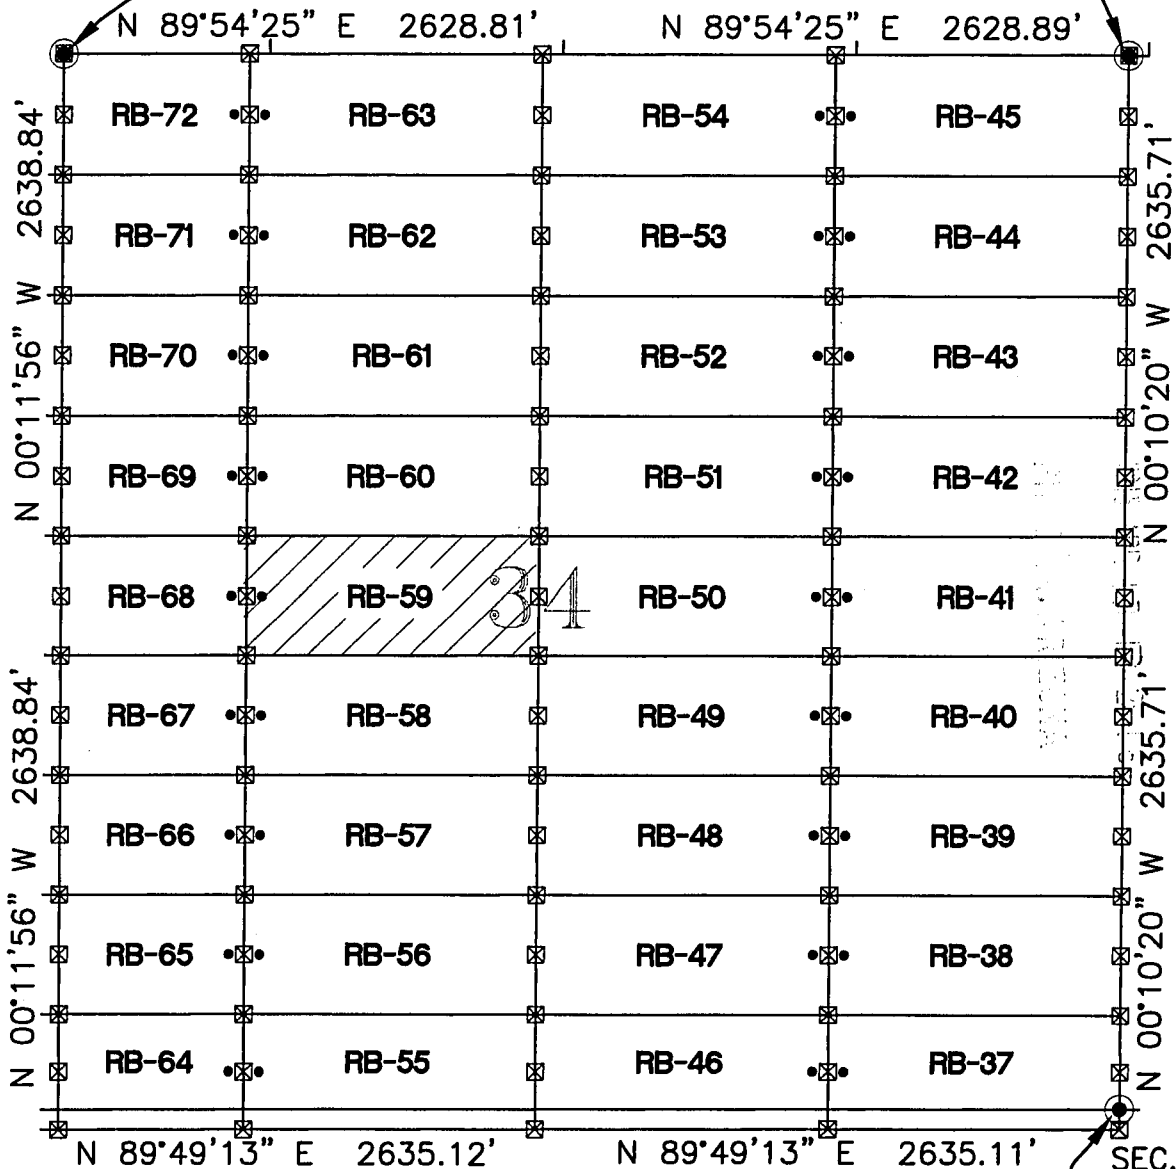 N 89°54'25" E 2628.81' N 89°54'25" E 2628.89'
RB-72 RB-63 RB-54 RB-45
RB-71 RB-62 RB-53 RB-44
RB-70 RB-61 RB-52 RB-43
RB-69 RB-60 RB-51 RB-42
RB-68 RB-59 34 RB-50 RB-41
RB-67 RB-58 RB-49 RB-40
RB-66 RB-57 RB-48 RB-39
RB-65 RB-56 RB-47 RB-38
RB-64 RB-55 RB-46 RB-37
N 00°11'56" W 2638.84'
N 00°11'56" W 2638.84'
N 00°10'20" W 2635.71'
N 00°10'20" W 2635.71'
N 89°49'13" E 2635.12' N 89°49'13" E 2635.11' SEC.